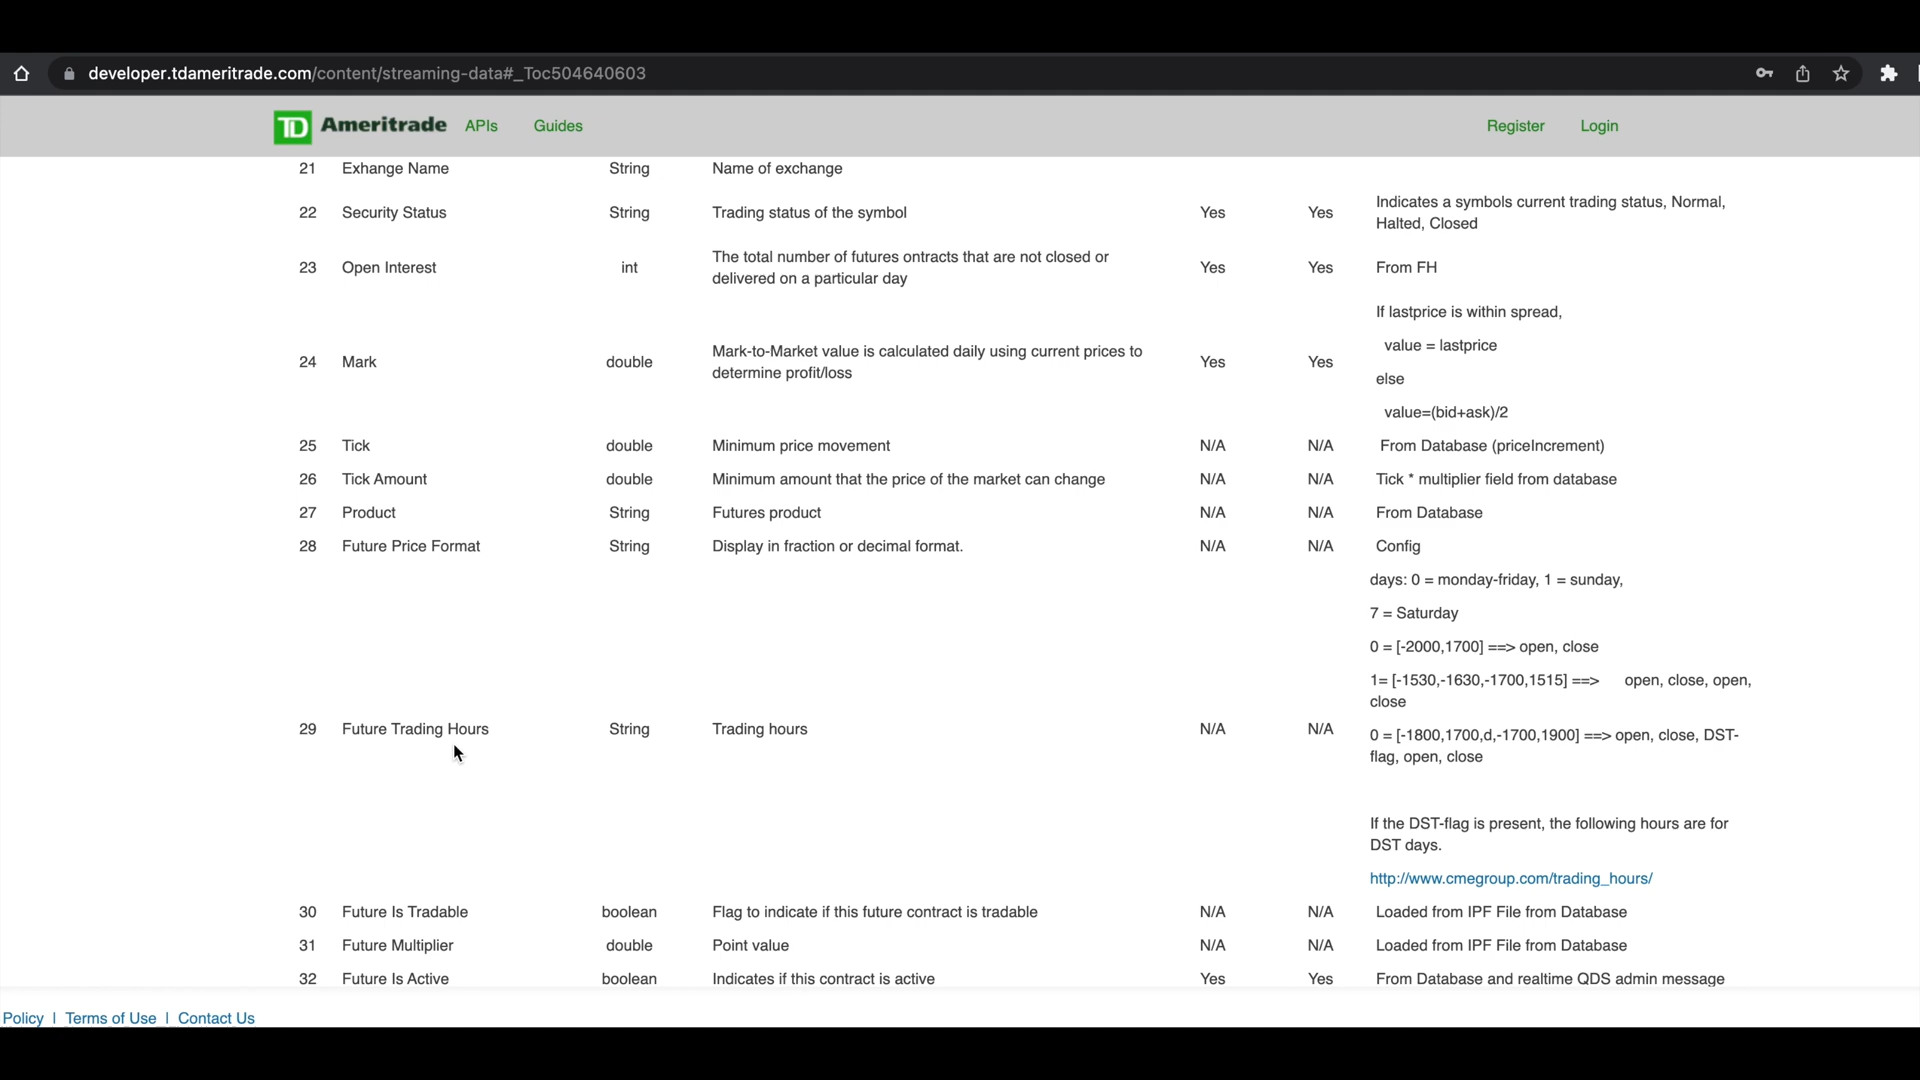 developer.tdameritrade.com/content/streaming-data#_Toc504640603
TD Ameritrade APIs Guides Register Login
21 Exhange Name String Name of exchange
22 Security Status String Trading status of the symbol Yes Yes Indicates a symbols current trading status, Normal,
Halted, Closed
23 Open Interest int The total number of futures ontracts that are not closed or
delivered on a particular day Yes Yes From FH
If lastprice is within spread,
value = lastprice
24 Mark double Mark-to-Market value is calculated daily using current prices to
determine profit/loss Yes Yes else
value=(bid+ask)/2
25 Tick double Minimum price movement N/A N/A From Database (priceIncrement)
26 Tick Amount double Minimum amount that the price of the market can change N/A N/A Tick * multiplier field from database
27 Product String Futures product N/A N/A From Database
28 Future Price Format String Display in fraction or decimal format. N/A N/A Config
days: 0 = monday-friday, 1 = sunday,
7 = Saturday
0 = [-2000,1700] ==> open, close
1= [-1530,-1630,-1700,1515] ==> open, close, open,
close
29 Future Trading Hours String Trading hours N/A N/A 0 = [-1800,1700,d,-1700,1900] ==> open, close, DST-
flag, open, close
If the DST-flag is present, the following hours are for
DST days.
http://www.cmegroup.com/trading_hours/
30 Future Is Tradable boolean Flag to indicate if this future contract is tradable N/A N/A Loaded from IPF File from Database
31 Future Multiplier double Point value N/A N/A Loaded from IPF File from Database
32 Future Is Active boolean Indicates if this contract is active Yes Yes From Database and realtime QDS admin message
Policy | Terms of Use | Contact Us